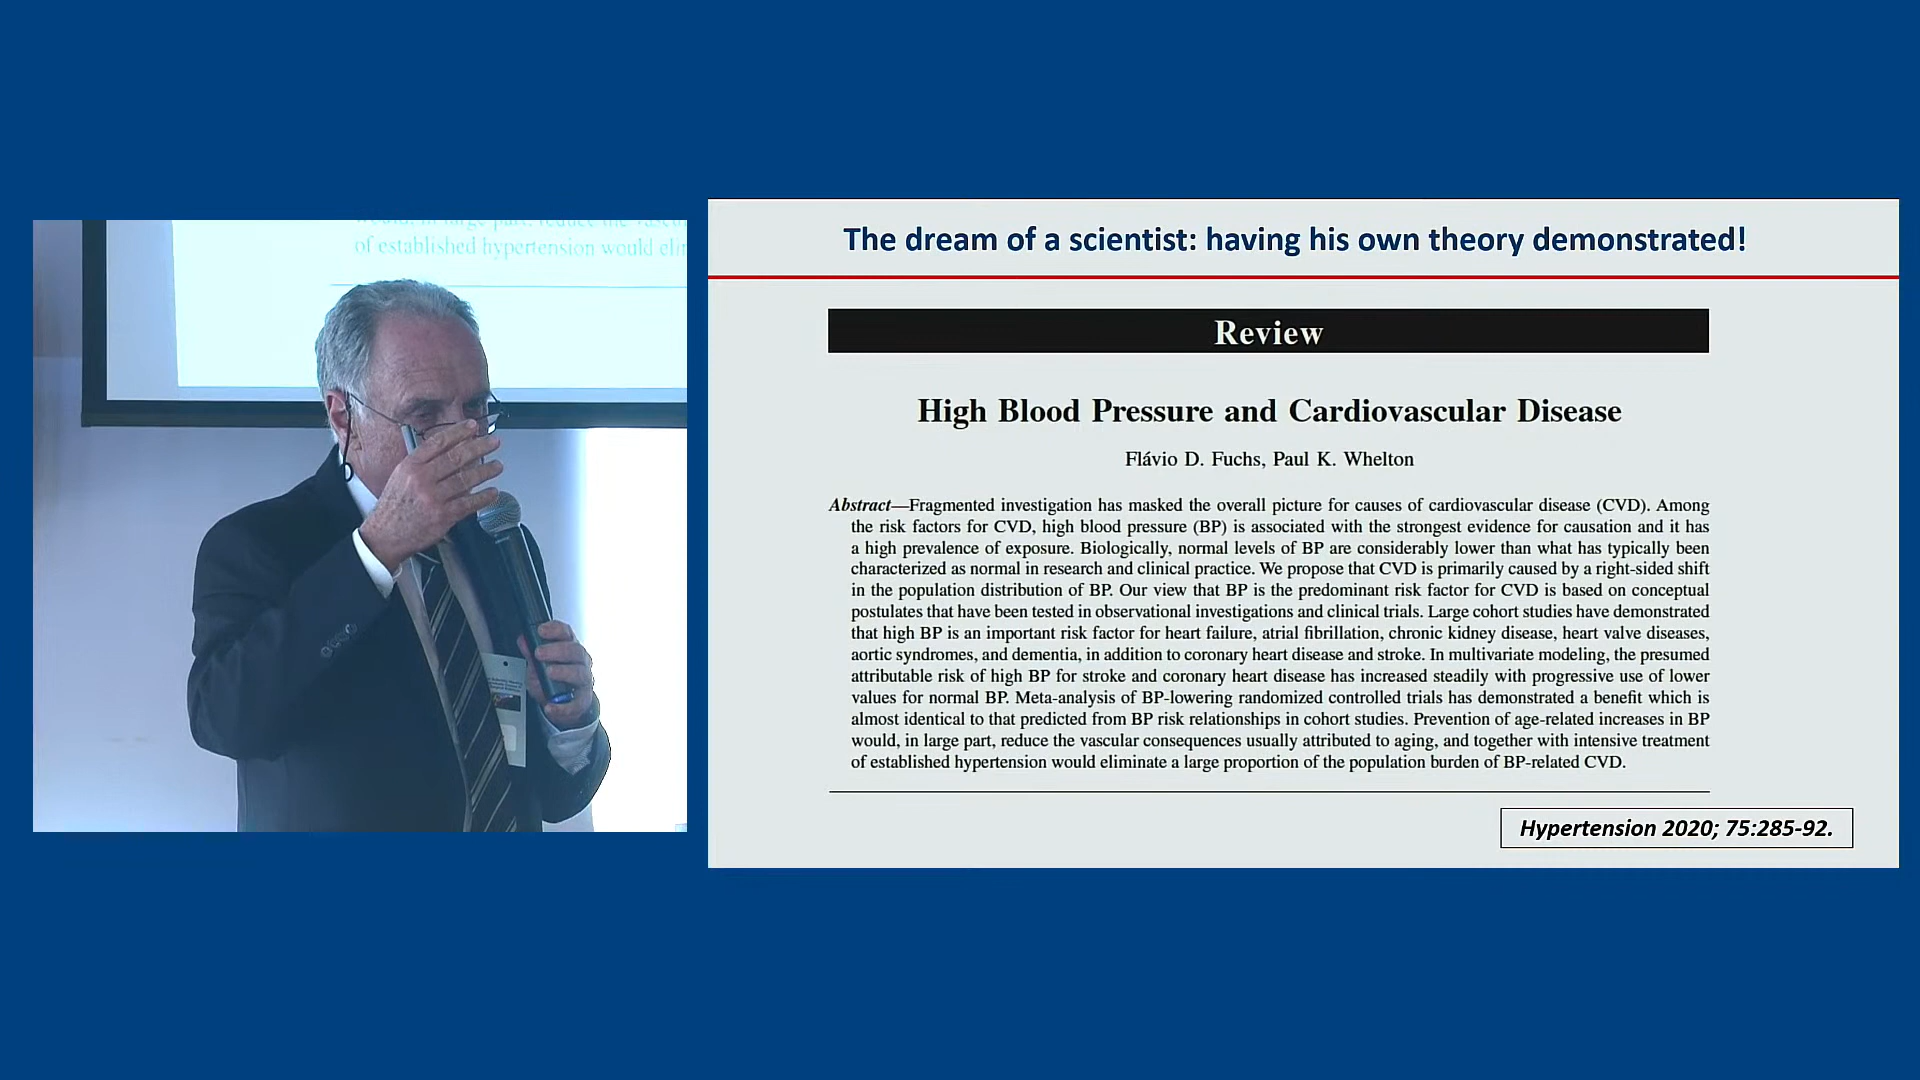 The dream of a scientist: having his own theory demonstrated!
Review
High Blood Pressure and Cardiovascular Disease
Flávio D. Fuchs, Paul K. Whelton
Abstract—Fragmented investigation has masked the overall picture for causes of cardiovascular disease (CVD). Among
the risk factors for CVD, high blood pressure (BP) is associated with the strongest evidence for causation and it has
a high prevalence of exposure. Biologically, normal levels of BP are considerably lower than what has typically been
characterized as normal in research and clinical practice. We propose that CVD is primarily caused by a right-sided shift
in the population distribution of BP. Our view that BP is the predominant risk factor for CVD is based on conceptual
postulates that have been tested in observational investigations and clinical trials. Large cohort studies have demonstrated
that high BP is an important risk factor for heart failure, atrial fibrillation, chronic kidney disease, heart valve diseases,
aortic syndromes, and dementia, in addition to coronary heart disease and stroke. In multivariate modeling, the presumed
attributable risk of high BP for stroke and coronary heart disease has increased steadily with progressive use of lower
values for normal BP. Meta-analysis of BP-lowering randomized controlled trials has demonstrated a benefit which is
almost identical to that predicted from BP risk relationships in cohort studies. Prevention of age-related increases in BP
would, in large part, reduce the vascular consequences usually attributed to aging, and together with intensive treatment
of established hypertension would eliminate a large proportion of the population burden of BP-related CVD.
Hypertension 2020; 75:285-92.
of established hypertension would elim